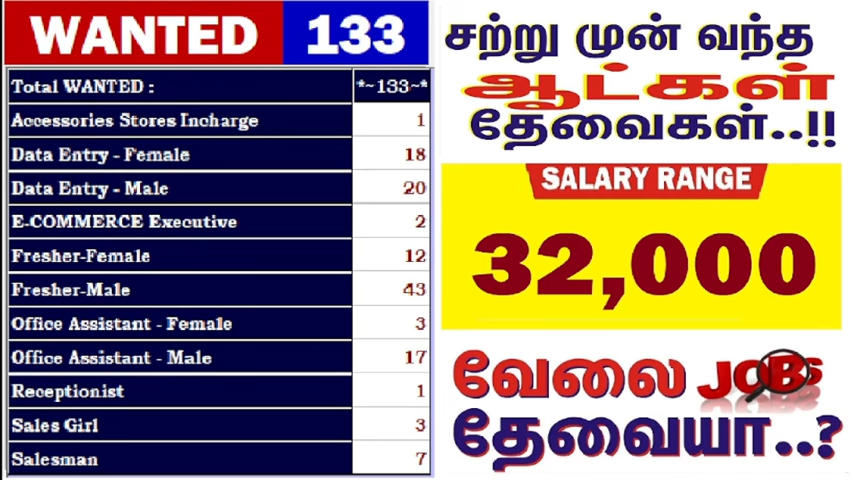 WANTED 133
Total WANTED : *~133~*
Accessories Stores Incharge 1
Data Entry - Female 18
Data Entry - Male 20
E-COMMERCE Executive 2
Fresher-Female 12
Fresher-Male 43
Office Assistant - Female 3
Office Assistant - Male 17
Receptionist 1
Sales Girl 3
Salesman 7
சற்று முன் வந்த
ஆட்கள்
தேவைகள்..!!
SALARY RANGE
32,000
வேலை JOBS
தேவையா..?